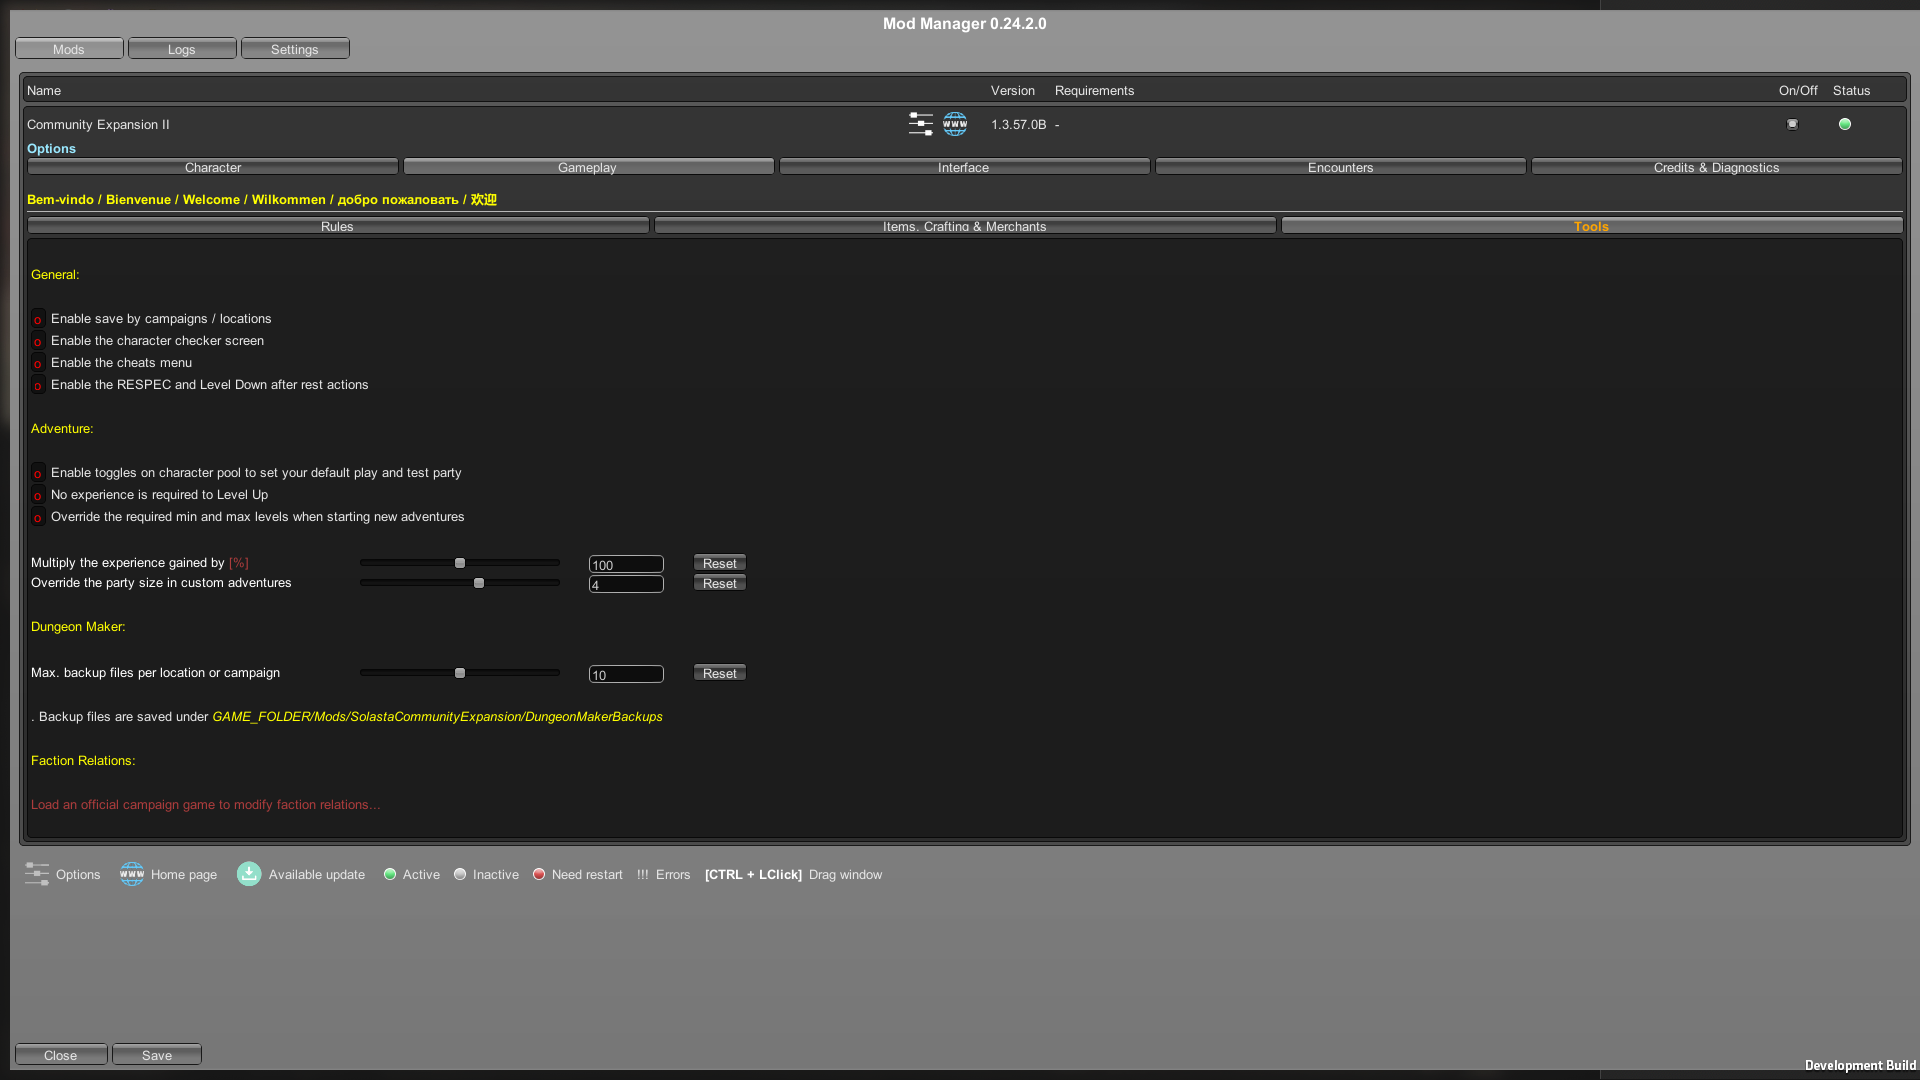 Mod Manager 0.24.2.0
Mods Logs Settings
Name Version Requirements On/Off Status
Community Expansion II WWW 1.3.57.0B - 
Options
Character Gameplay Interface Encounters Credits & Diagnostics
Bem-vindo / Bienvenue / Welcome / Wilkommen / добро пожаловать / 欢迎
Rules Items, Crafting & Merchants Tools
General:
o Enable save by campaigns / locations
o Enable the character checker screen
o Enable the cheats menu
o Enable the RESPEC and Level Down after rest actions
Adventure:
o Enable toggles on character pool to set your default play and test party
o No experience is required to Level Up
o Override the required min and max levels when starting new adventures
Multiply the experience gained by [%] 100 Reset
Override the party size in custom adventures 4 Reset
Dungeon Maker:
Max. backup files per location or campaign 10 Reset
. Backup files are saved under GAME_FOLDER/Mods/SolastaCommunityExpansion/DungeonMakerBackups
Faction Relations:
Load an official campaign game to modify faction relations...
Options WWW Home page Available update Active Inactive Need restart !!! Errors [CTRL + LClick] Drag window
Close Save
Development Build